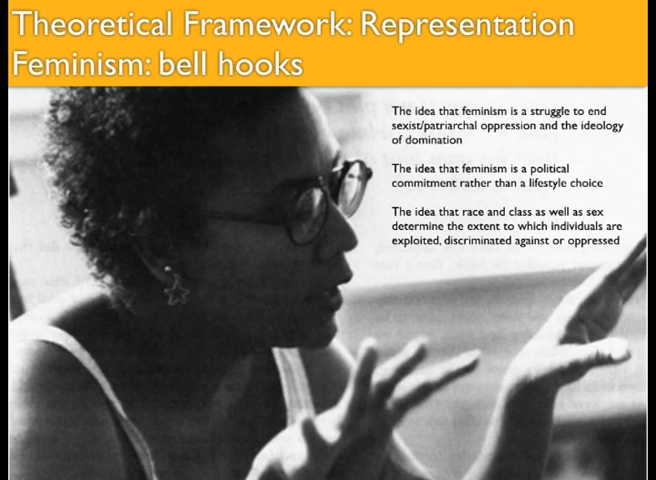 Theoretical Framework: Representation
Feminism: bell hooks
The idea that feminism is a struggle to end
sexist/patriarchal oppression and the ideology
of domination
The idea that feminism is a political
commitment rather than a lifestyle choice
The idea that race and class as well as sex
determine the extent to which individuals are
exploited, discriminated against or oppressed